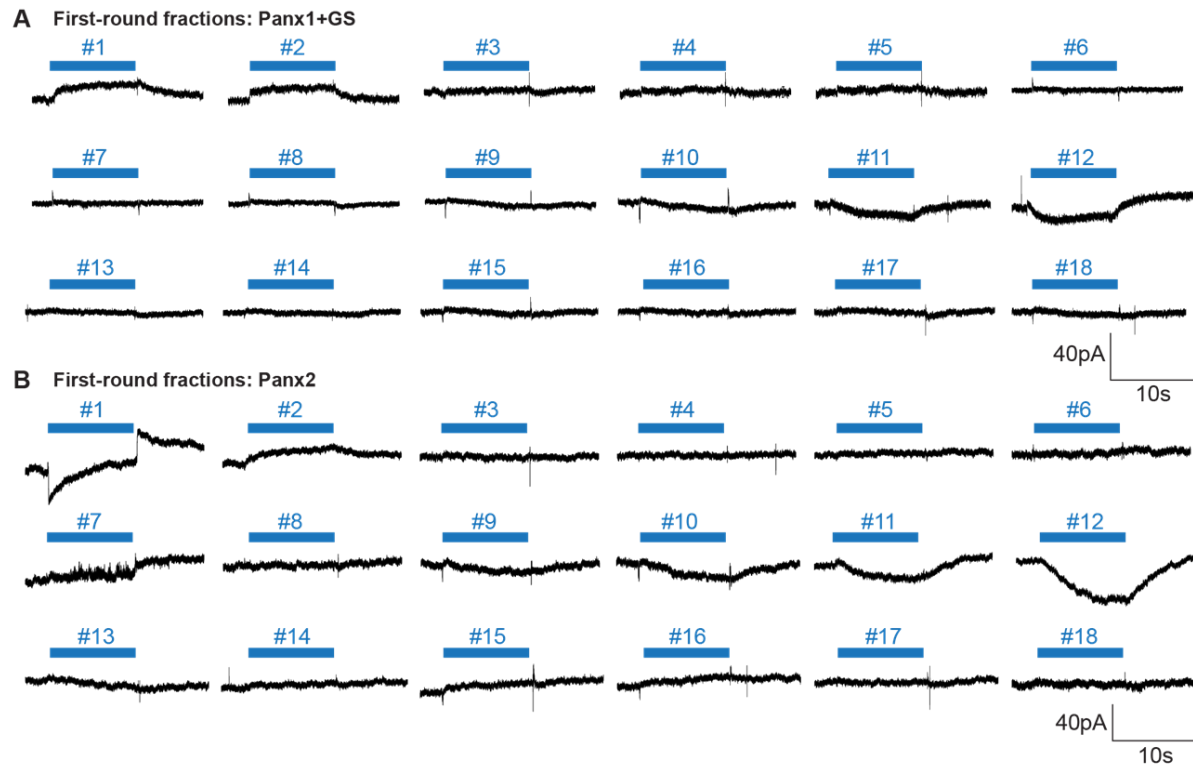 A First-round fractions: Panx1+GS
#1 #2 #3 #4 #5 #6
#7 #8 #9 #10 #11 #12
#13 #14 #15 #16 #17 #18
40pA
10s
B First-round fractions: Panx2
#1 #2 #3 #4 #5 #6
#7 #8 #9 #10 #11 #12
#13 #14 #15 #16 #17 #18
40pA
10s